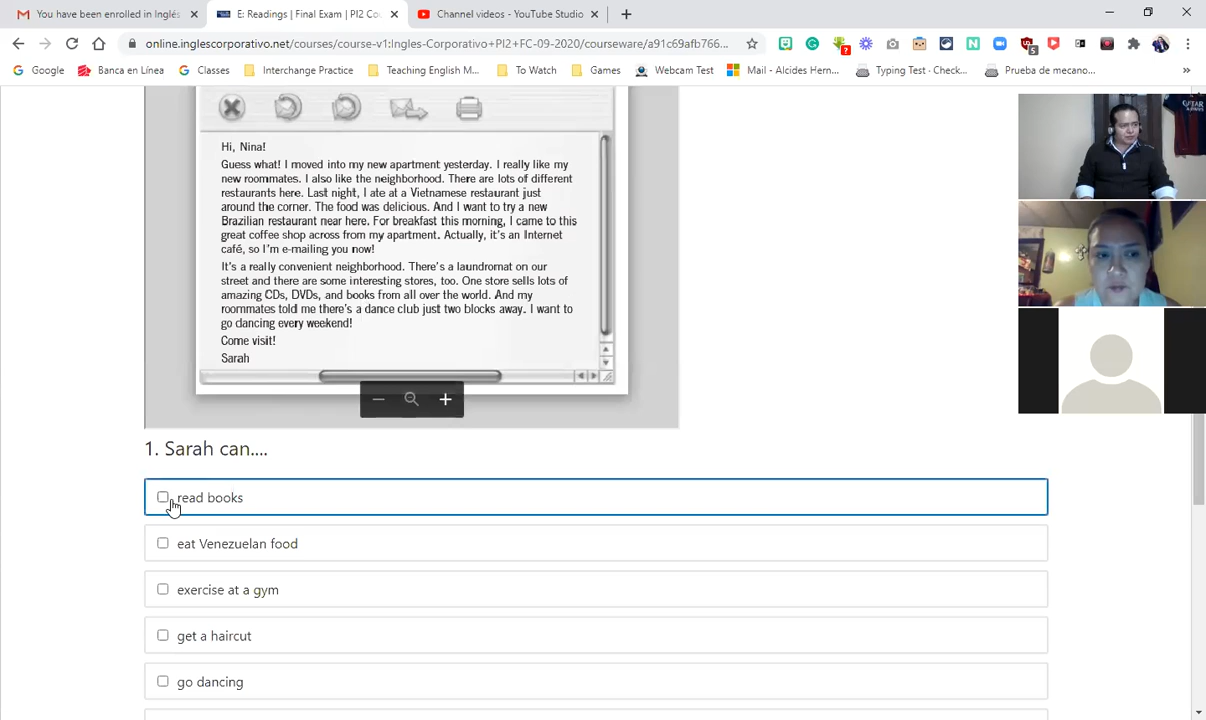 You have been enrolled in Inglés
E: Readings | Final Exam | PI2 Cou
Channel videos - YouTube Studio
online.inglescorporativo.net/courses/course-v1:Ingles-Corporativo+PI2+FC-09-2020/courseware/a91c69afb766...
Google
Banca en Línea
Classes
Interchange Practice
Teaching English M...
To Watch
Games
Webcam Test
Mail - Alcides Hern...
Typing Test · Check...
Prueba de mecano...
Hi, Nina!
Guess what! I moved into my new apartment yesterday. I really like my
new roommates. I also like the neighborhood. There are lots of different
restaurants here. Last night, I ate at a Vietnamese restaurant just
around the corner. The food was delicious. And I want to try a new
Brazilian restaurant near here. For breakfast this morning, I came to this
great coffee shop across from my apartment. Actually, it's an Internet
café, so I'm e-mailing you now!
It's a really convenient neighborhood. There's a laundromat on our
street and there are some interesting stores, too. One store sells lots of
amazing CDs, DVDs, and books from all over the world. And my
roommates told me there's a dance club just two blocks away. I want to
go dancing every weekend!
Come visit!
Sarah
1. Sarah can....
read books
eat Venezuelan food
exercise at a gym
get a haircut
go dancing